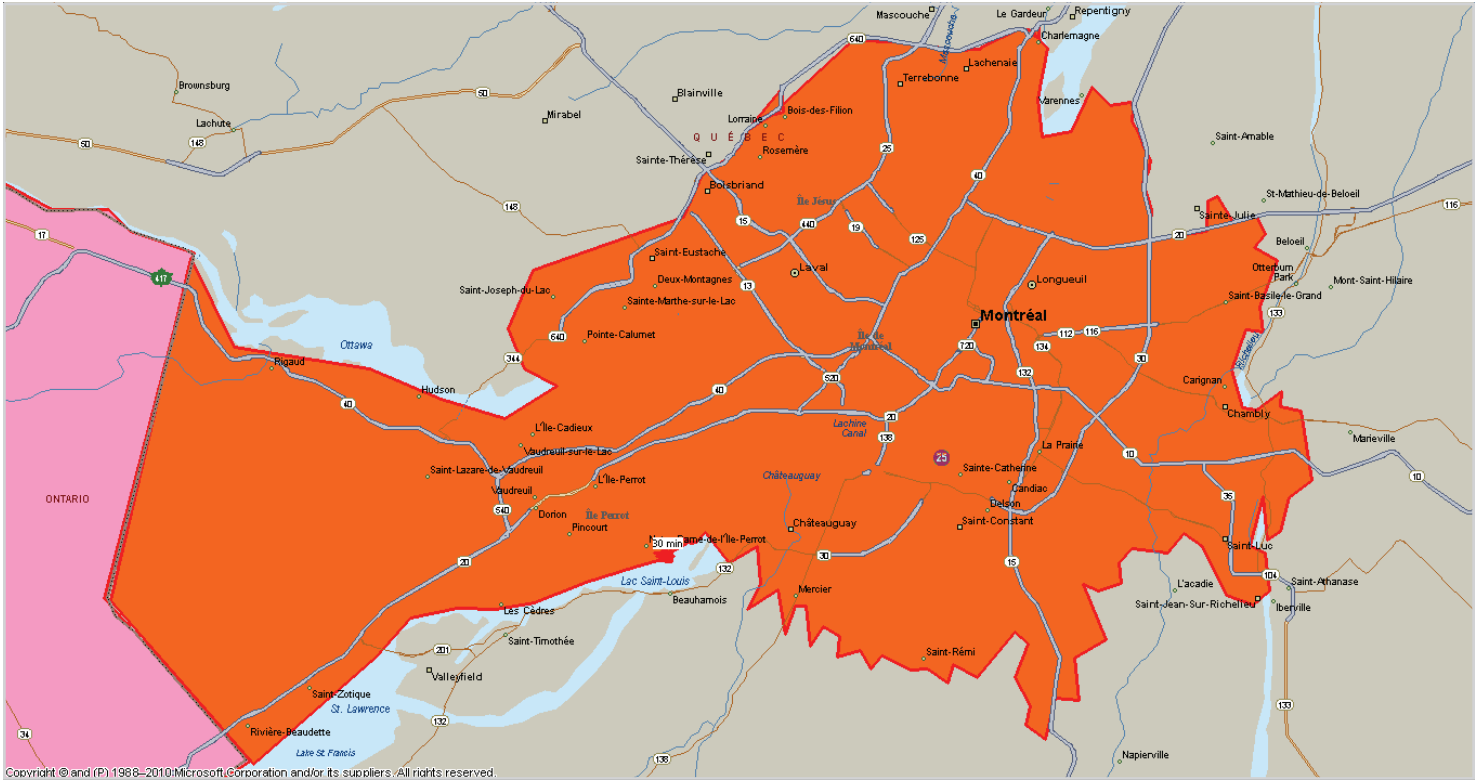 Mascouche
Le Gardeur
Repentigny
Charlemagne
640
Lachenaie
Terrebonne
Brownsburg
50
Blainville
Varennes
Mirabel
Lorraine
Bois-des-Filion
Lachute
50
148
QUÉBEC
Saint-Amable
Sainte-Thérèse
Rosemère
25
40
Boisbriand
St-Mathieu-de-Beloeil
148
Île Jésus
116
Sainte-Julie
15
440
19
125
20
17
Beloeil
Saint-Eustache
417
Laval
Otterburn
Park
Deux-Montagnes
13
Longueuil
Mont-Saint-Hilaire
Saint-Joseph-du-Lac
Sainte-Marthe-sur-le-Lac
Saint-Basile-le-Grand
133
Montréal
640
Pointe-Calumet
Île de
Montréal
112
116
Ottawa
720
134
344
30
Richelieu
Rigaud
132
520
Carignan
Hudson
40
40
Chambly
20
L'Île-Cadieux
Lachine
Canal
138
Marieville
Vaudreuil-sur-le-Lac
La Prairie
10
25
Saint-Lazare-de-Vaudreuil
Sainte-Catherine
Châteauguay
10
L'Île-Perrot
Candiac
ONTARIO
Vaudreuil
35
540
Dorion
Île Perrot
Delson
Pincourt
Châteauguay
Saint-Constant
30 min
Saint-Luc
30
20
15
132
104
Lac Saint-Louis
Saint-Athanase
L'acadie
Beauharnois
Mercier
Saint-Jean-Sur-Richelieu
Iberville
Les Cèdres
Saint-Timothée
201
Saint-Rémi
Valleyfield
Saint-Zotique
St. Lawrence
133
132
Rivière-Beaudette
34
Lake St. Francis
138
Napierville
Copyright © and (P) 1988–2010 Microsoft Corporation and/or its suppliers. All rights reserved.